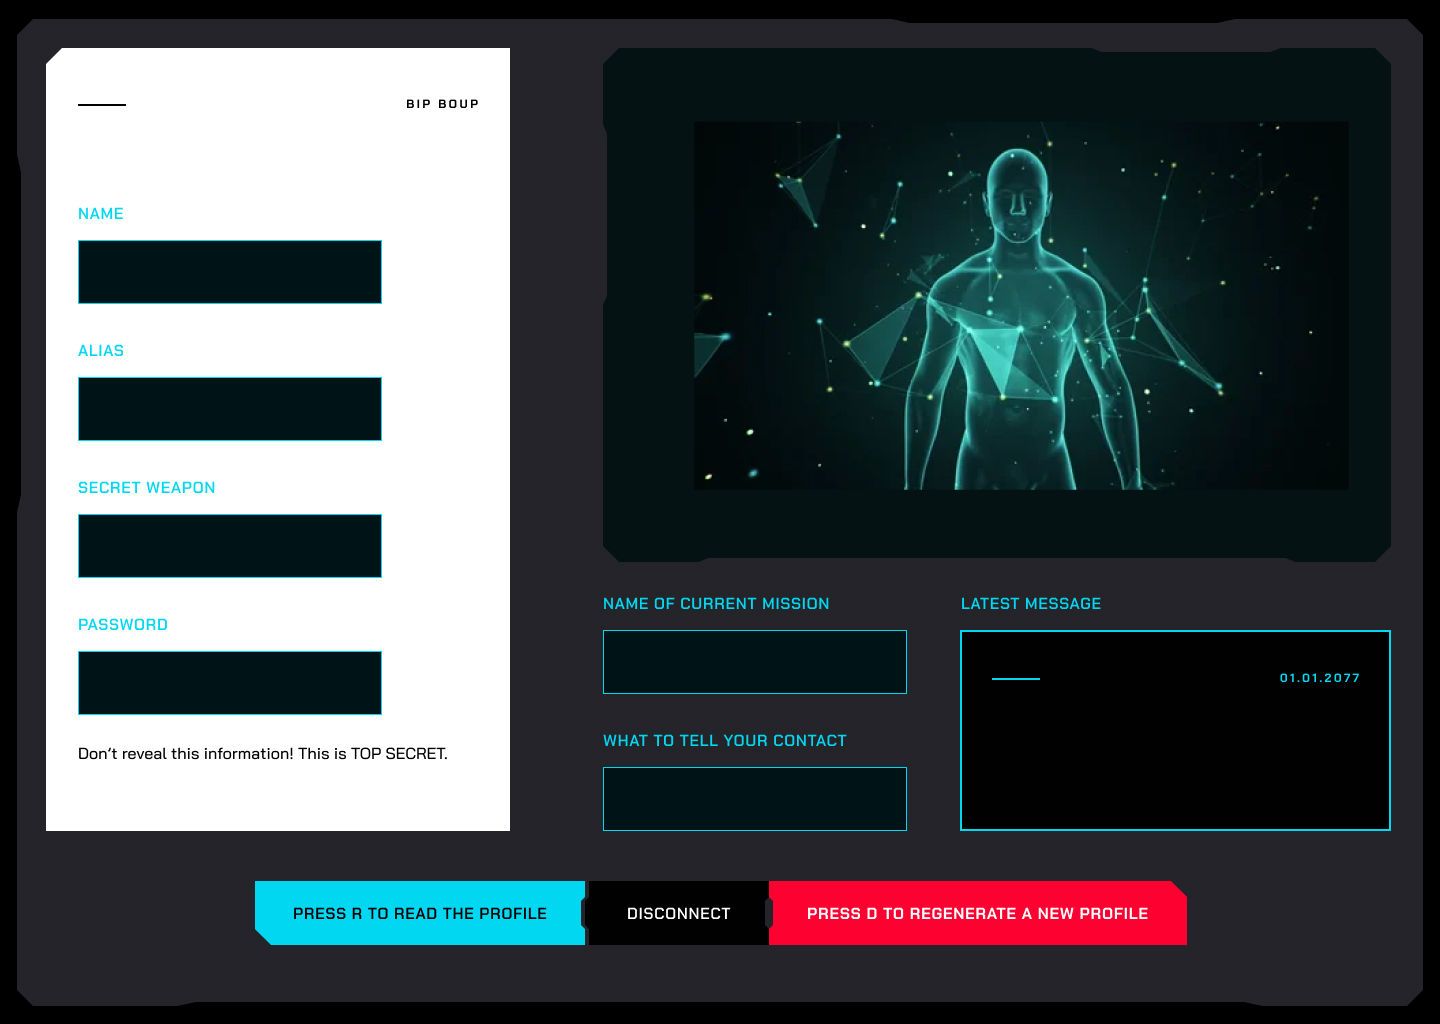 BIP BOUP
NAME
ALIAS
SECRET WEAPON
PASSWORD
Don’t reveal this information! This is TOP SECRET.
NAME OF CURRENT MISSION
WHAT TO TELL YOUR CONTACT
LATEST MESSAGE
01.01.2077
PRESS R TO READ THE PROFILE
DISCONNECT
PRESS D TO REGENERATE A NEW PROFILE